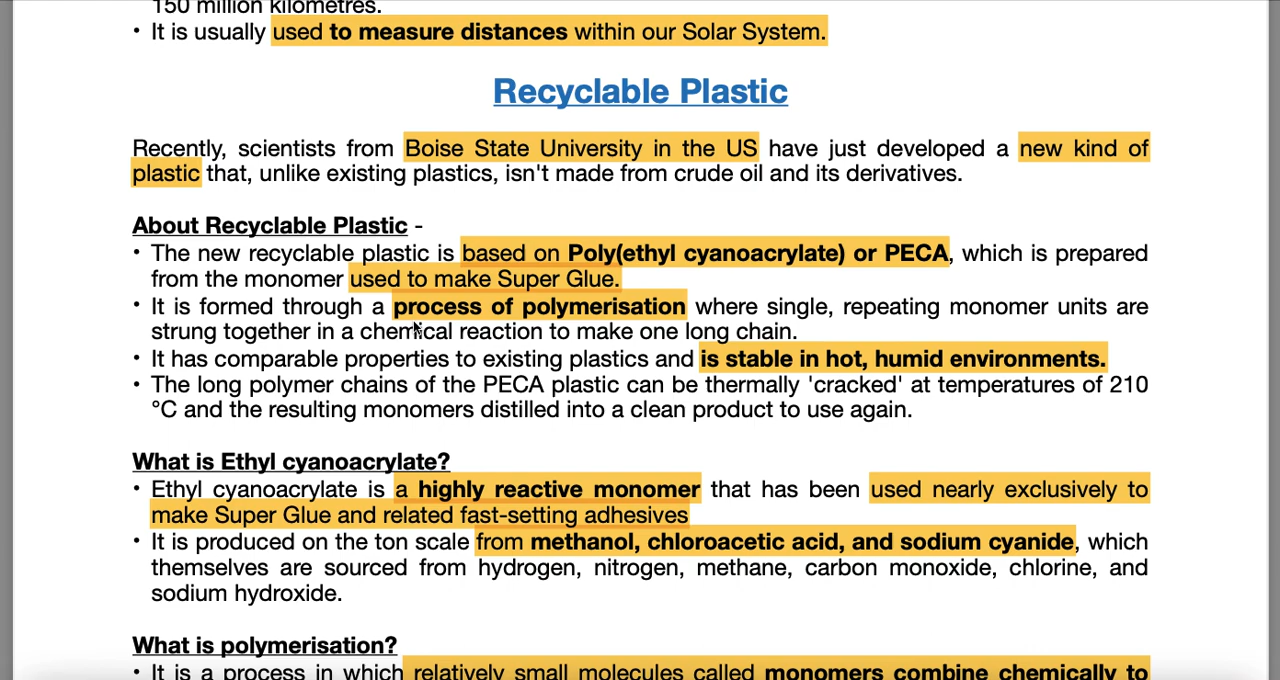 150 million kilometres.
• It is usually used to measure distances within our Solar System.
Recyclable Plastic
Recently, scientists from Boise State University in the US have just developed a new kind of
plastic that, unlike existing plastics, isn't made from crude oil and its derivatives.
About Recyclable Plastic -
• The new recyclable plastic is based on Poly(ethyl cyanoacrylate) or PECA, which is prepared
from the monomer used to make Super Glue.
• It is formed through a process of polymerisation where single, repeating monomer units are
strung together in a chemical reaction to make one long chain.
• It has comparable properties to existing plastics and is stable in hot, humid environments.
• The long polymer chains of the PECA plastic can be thermally 'cracked' at temperatures of 210
°C and the resulting monomers distilled into a clean product to use again.
What is Ethyl cyanoacrylate?
• Ethyl cyanoacrylate is a highly reactive monomer that has been used nearly exclusively to
make Super Glue and related fast-setting adhesives
• It is produced on the ton scale from methanol, chloroacetic acid, and sodium cyanide, which
themselves are sourced from hydrogen, nitrogen, methane, carbon monoxide, chlorine, and
sodium hydroxide.
What is polymerisation?
• It is a process in which relatively small molecules called monomers combine chemically to